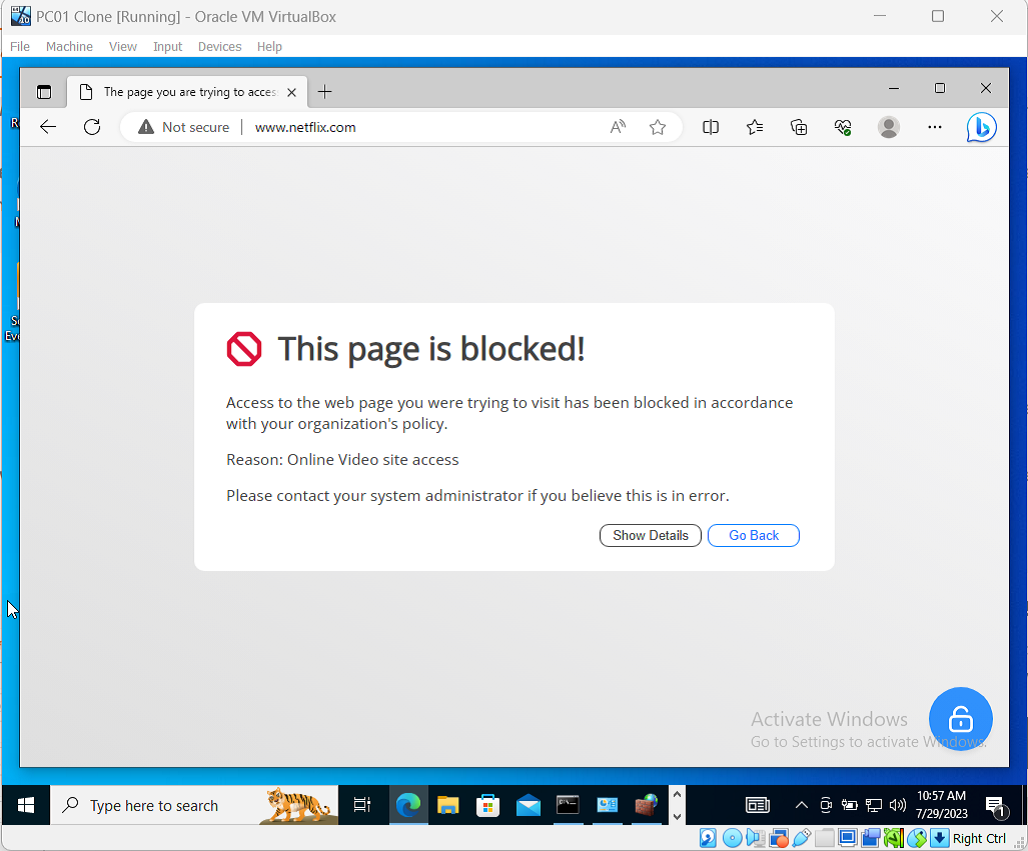 PC01 Clone [Running] - Oracle VM VirtualBox
File Machine View Input Devices Help
The page you are trying to acces
Not secure www.netflix.com
This page is blocked!
Access to the web page you were trying to visit has been blocked in accordance
with your organization's policy.
Reason: Online Video site access
Please contact your system administrator if you believe this is in error.
Show Details Go Back
Activate Windows
Go to Settings to activate Windows.
Type here to search
10:57 AM
7/29/2023
1
Right Ctrl